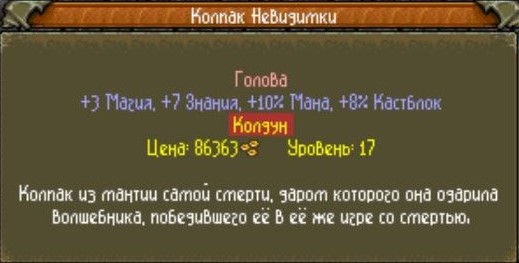 Колпак Невидимки
Голова
+3 Магия, +7 Знания, +10% Мана, +8% Кастблок
Колдун
Цена: 86363 Уровень: 17
Колпак из мантии самой смерти, даром которого она одарила
волшебника, победившего её в её же игре со смертью.